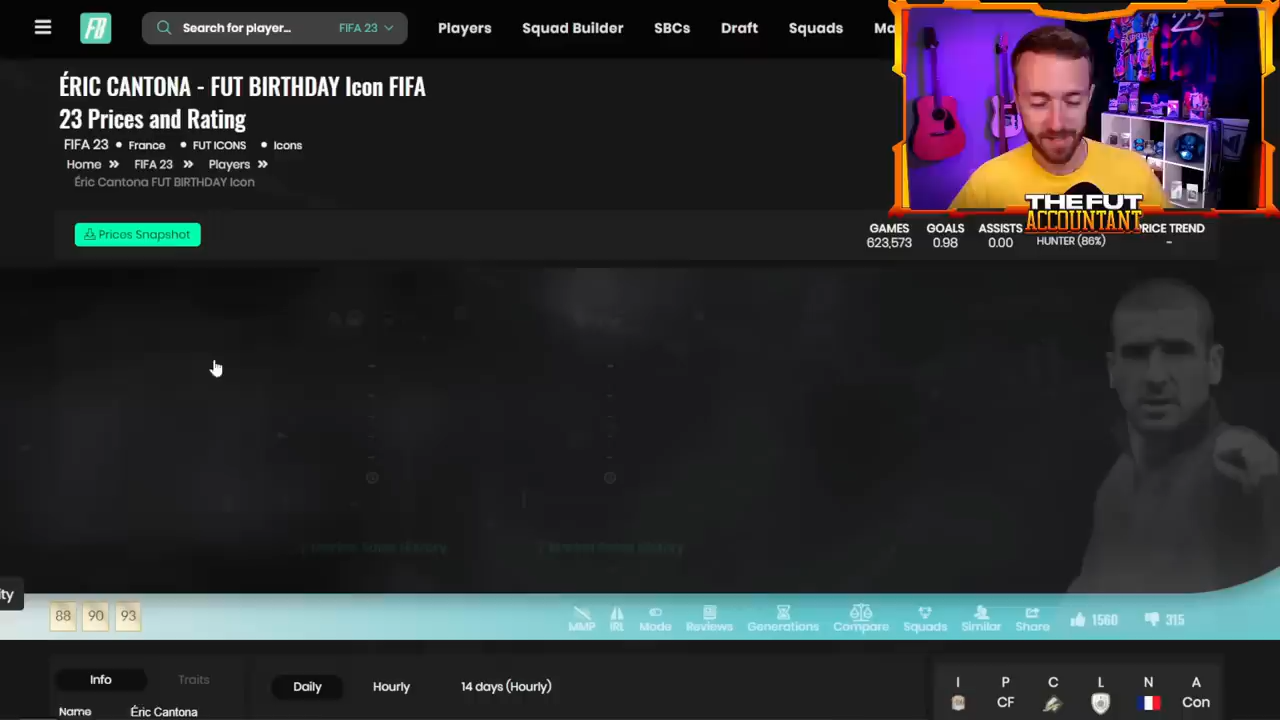 FB Search for player... FIFA 23 Players Squad Builder SBCs Draft Squads Ma
ÉRIC CANTONA - FUT BIRTHDAY Icon FIFA
23 Prices and Rating
FIFA 23 • France • FUT ICONS • Icons
Home » FIFA 23 » Players »
Éric Cantona FUT BIRTHDAY Icon
THE FUT
ACCOUNTANT
Prices Snapshot
GAMES GOALS ASSISTS PRICE TREND
623,573 0.98 0.00 HUNTER (86%) -
ity
88 90 93
MMP IRL Mode Reviews Generations Compare Squads Similar Share 1560 315
Info Traits
Daily Hourly 14 days (Hourly)
I P C L N A
CF Con
Name Éric Cantona